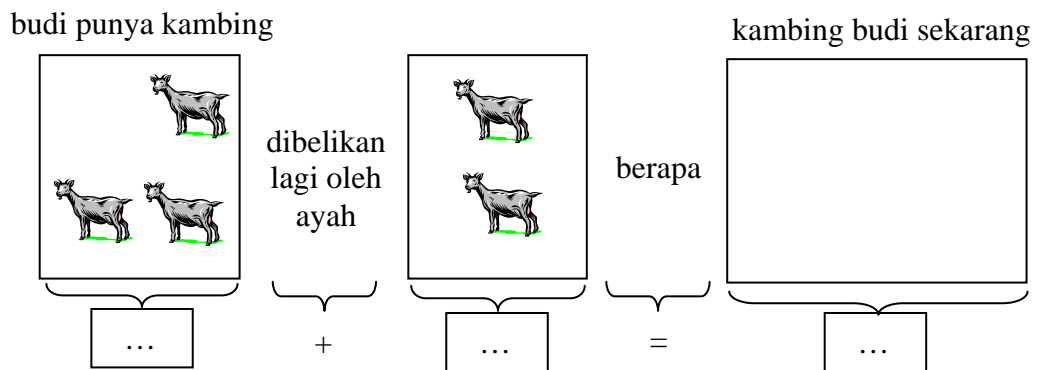 budi punya kambing
kambing budi sekarang
dibelikan
lagi oleh
ayah
berapa
… + … = …